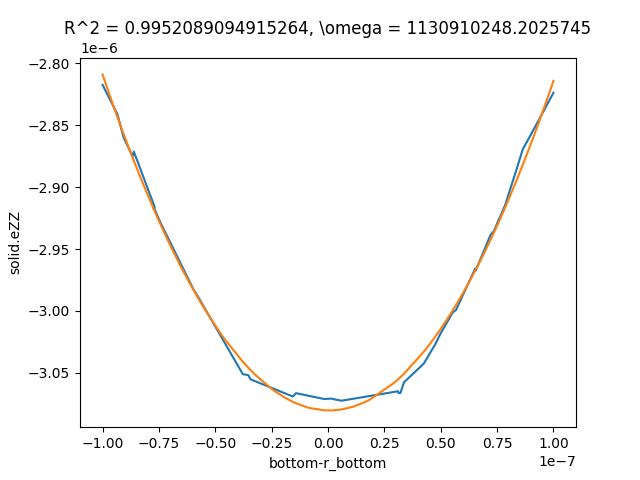 R^2 = 0.9952089094915264, \omega = 1130910248.2025745
1e−6
−2.80
−2.85
−2.90
−2.95
−3.00
−3.05
solid.eZZ
−1.00 −0.75 −0.50 −0.25 0.00 0.25 0.50 0.75 1.00
bottom-r_bottom
1e−7